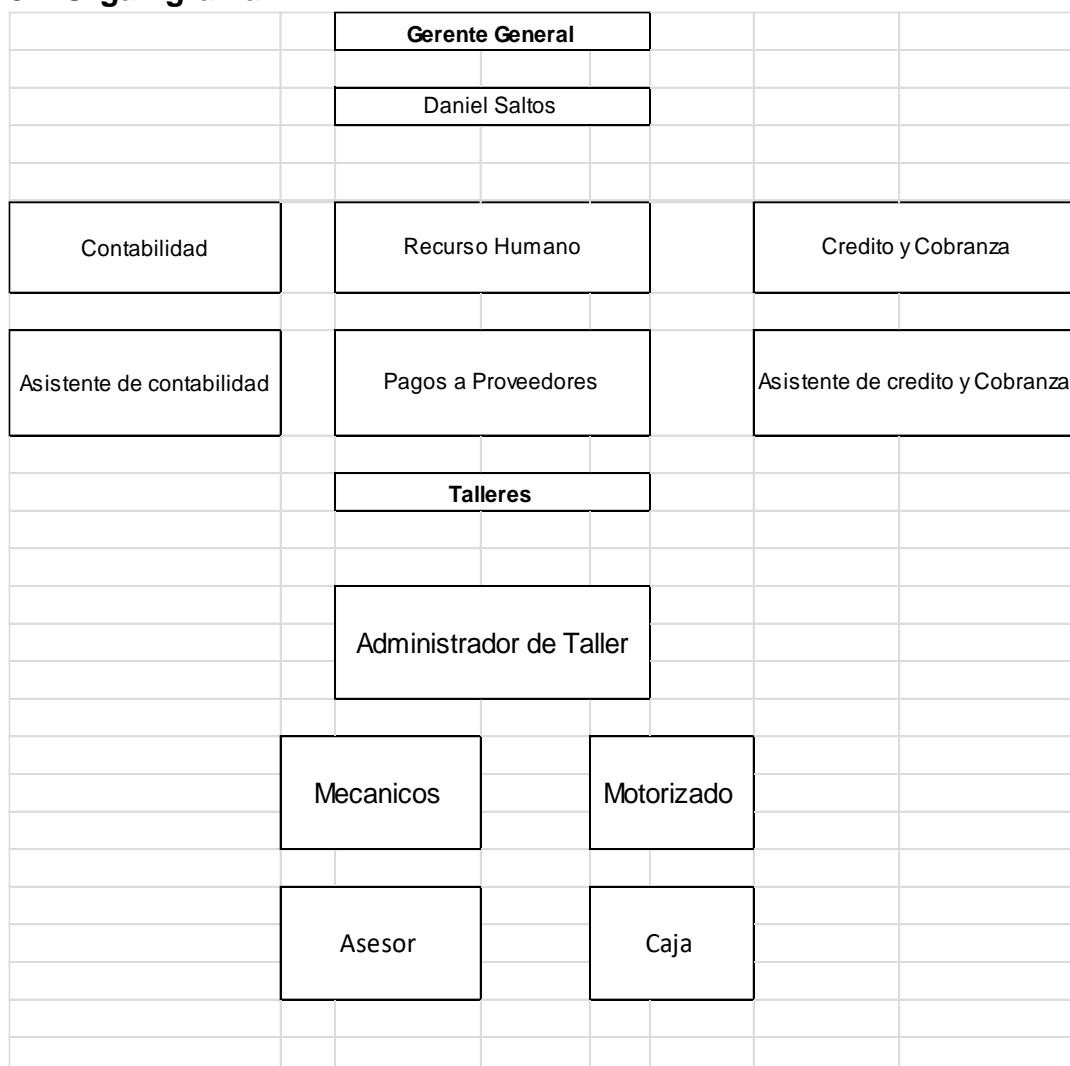 Gerente General
Daniel Saltos
Contabilidad
Recurso Humano
Credito y Cobranza
Asistente de contabilidad
Pagos a Proveedores
Asistente de credito y Cobranza
Talleres
Administrador de Taller
Mecanicos
Motorizado
Asesor
Caja